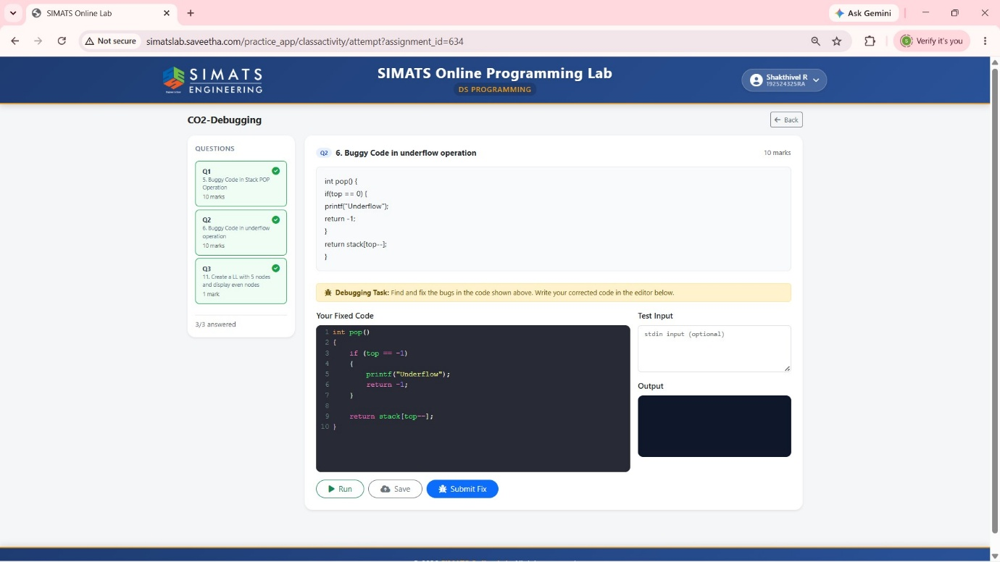 SIMATS Online Lab
Ask Gemini
Not secure
simatslab.saveetha.com/practice_app/classactivity/attempt?assignment_id=634
Verify it's you
SIMATS
ENGINEERING
SIMATS Online Programming Lab
DS PROGRAMMING
Shakthivel R
192524325RA
CO2-Debugging
← Back
QUESTIONS
Q1
5. Buggy Code in Stack POP
Operation
10 marks
Q2
6. Buggy Code in underflow
operation
10 marks
Q3
11. Create a LL with 5 nodes
and display even nodes
1 mark
3/3 answered
Q2 6. Buggy Code in underflow operation
10 marks
int pop() {
if(top == 0) {
printf("Underflow");
return -1;
}
return stack[top--];
}
Debugging Task: Find and fix the bugs in the code shown above. Write your corrected code in the editor below.
Your Fixed Code
1 int pop()
2 {
3 if (top == -1)
4 {
5 printf("Underflow");
6 return -1;
7 }
8
9 return stack[top--];
10 }
Test Input
stdin input (optional)
Output
Run
Save
Submit Fix